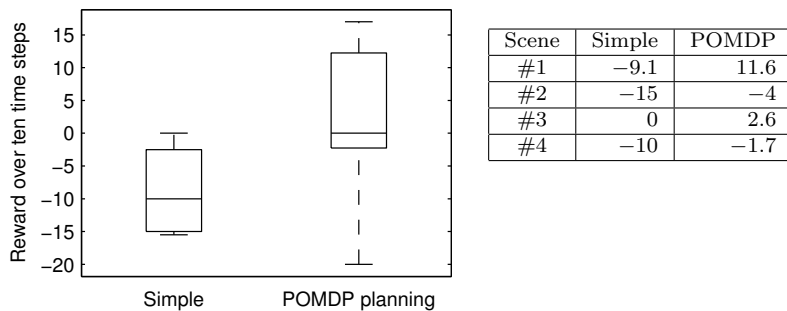 Reward over ten time steps
15
10
5
0
−5
−10
−15
−20
Simple
POMDP planning
Scene Simple POMDP
#1 −9.1 11.6
#2 −15 −4
#3 0 2.6
#4 −10 −1.7